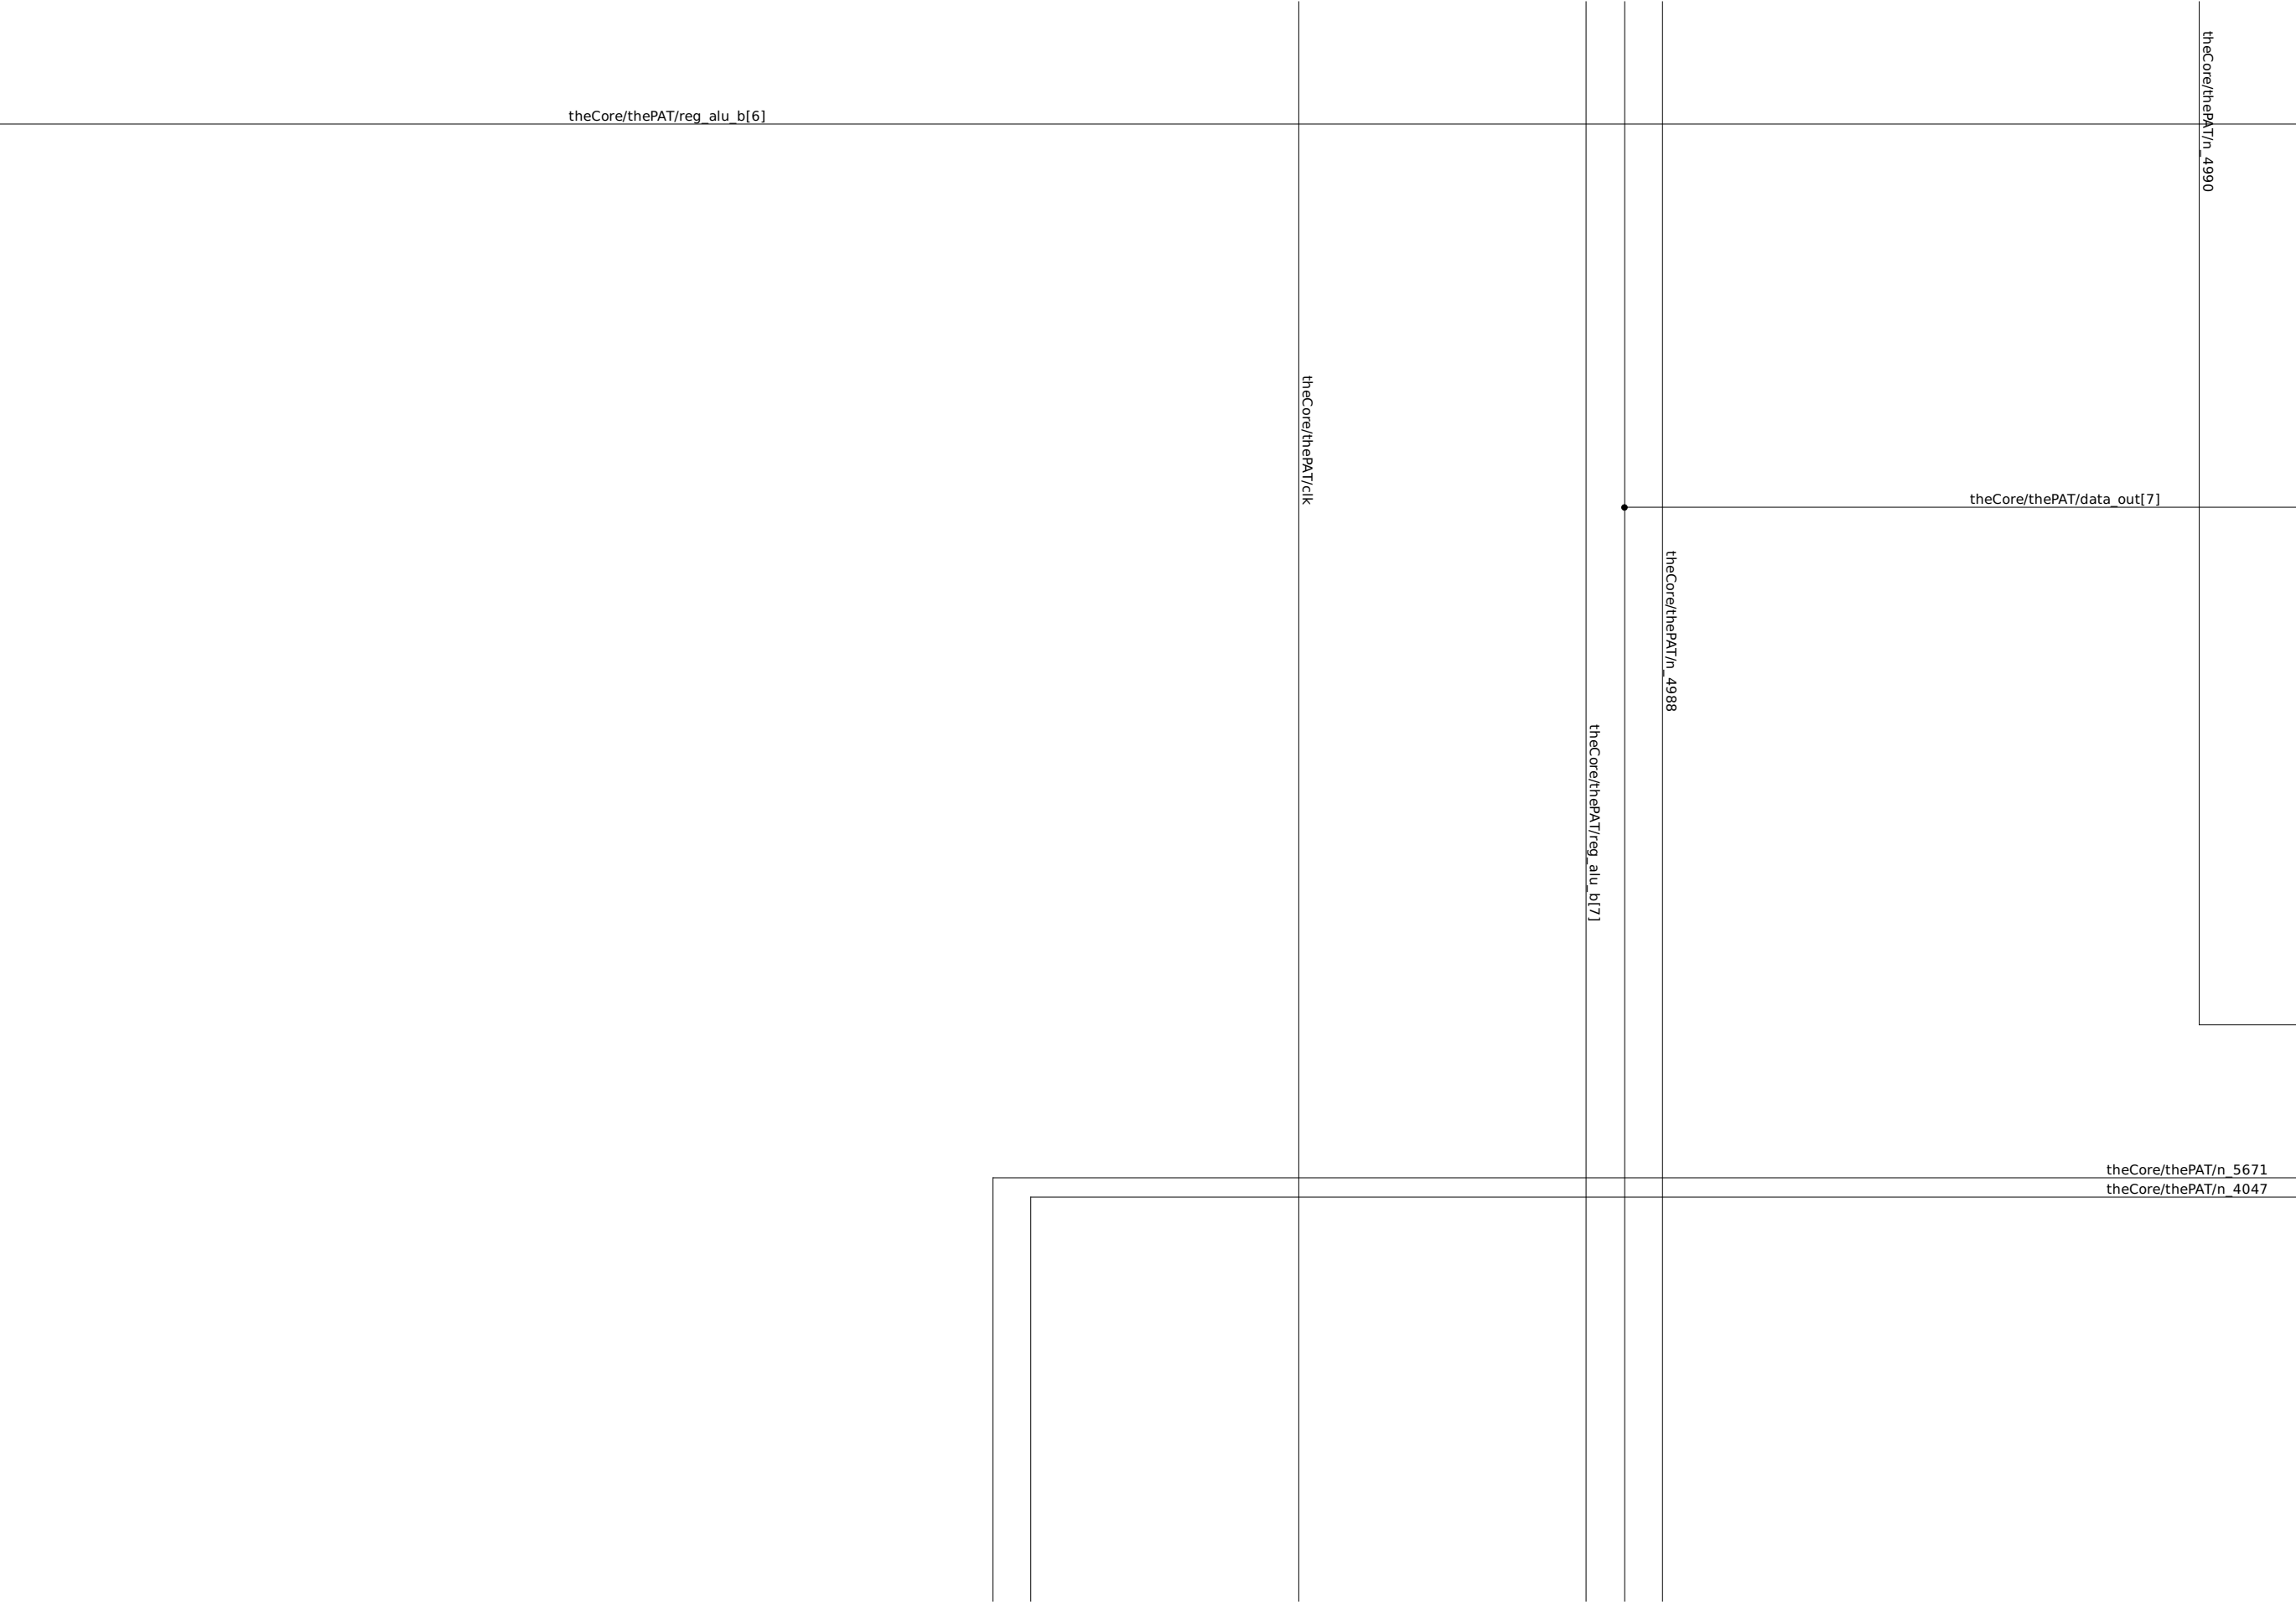 theCore/thePAT/n_4990
theCore/thePAT/reg_alu_b[6]
theCore/thePAT/clk
theCore/thePAT/data_out[7]
theCore/thePAT/n_4988
theCore/thePAT/reg_alu_b[7]
theCore/thePAT/n_5671
theCore/thePAT/n_4047